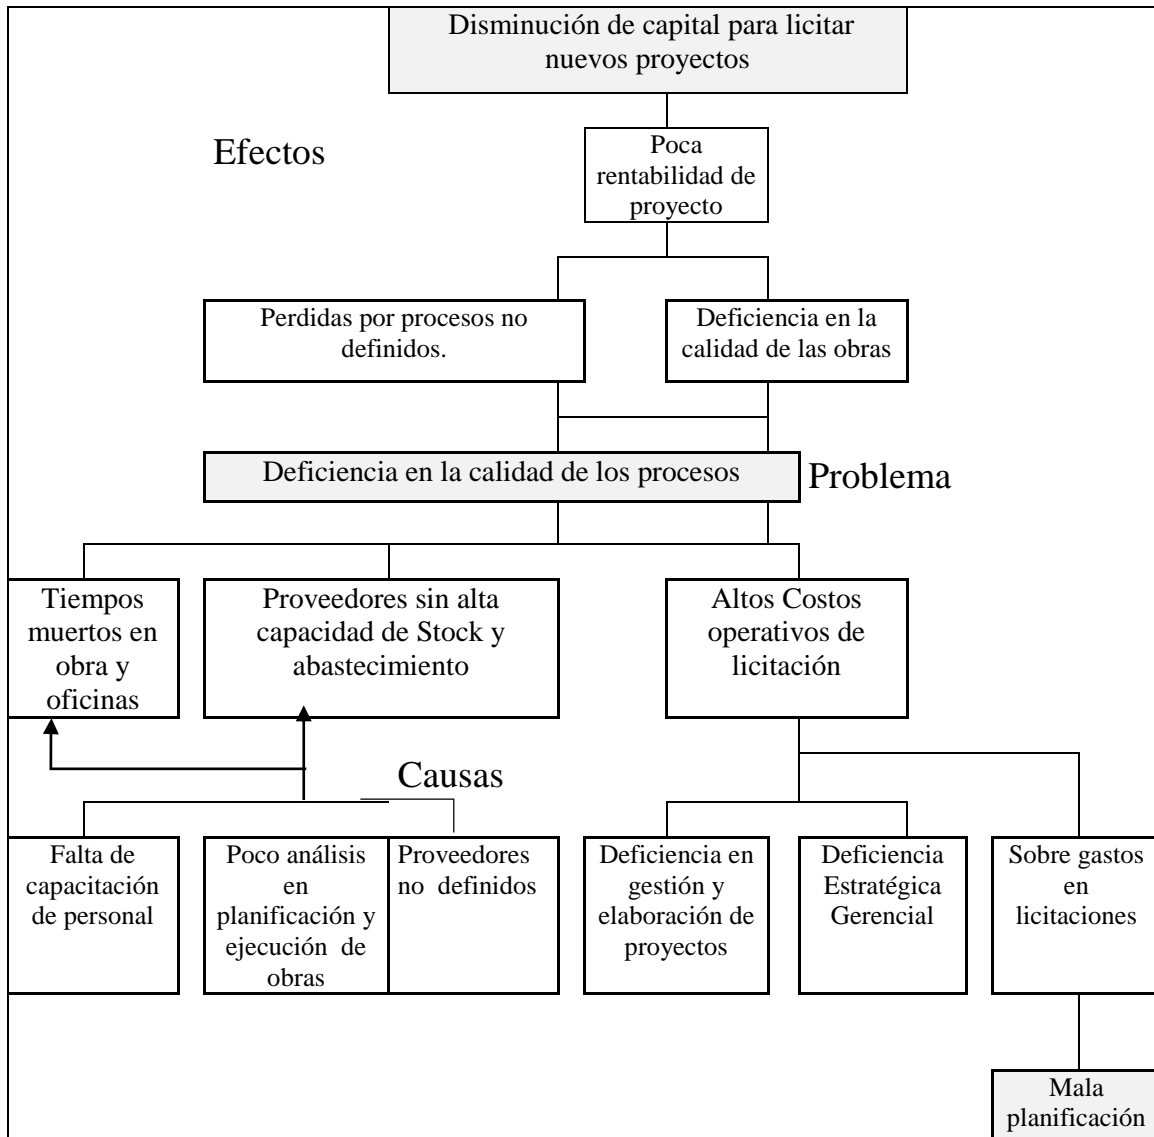 Disminución de capital para licitar
nuevos proyectos
Efectos
Poca
rentabilidad de
proyecto
Perdidas por procesos no
definidos.
Deficiencia en la
calidad de las obras
Deficiencia en la calidad de los procesos
Problema
Tiempos
muertos en
obra y
oficinas
Proveedores sin alta
capacidad de Stock y
abastecimiento
Altos Costos
operativos de
licitación
Causas
Falta de
capacitación
de personal
Poco análisis
en
planificación y
ejecución  de
obras
Proveedores
no  definidos
Deficiencia en
gestión y
elaboración de
proyectos
Deficiencia
Estratégica
Gerencial
Sobre gastos
en
licitaciones
Mala
planificación